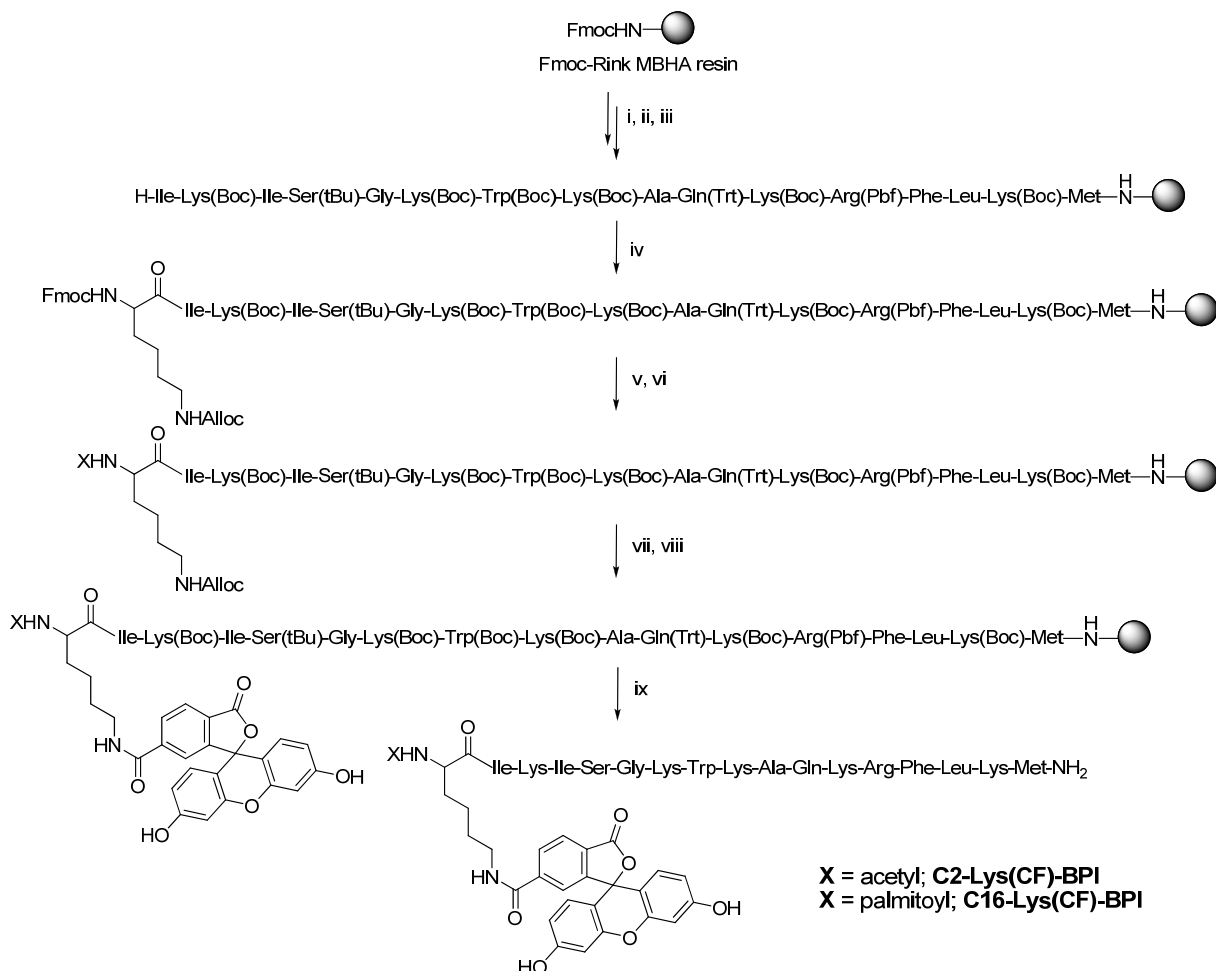 FmocHN
Fmoc-Rink MBHA resin
i, ii, iii
H-Ile-Lys(Boc)-Ile-Ser(tBu)-Gly-Lys(Boc)-Trp(Boc)-Lys(Boc)-Ala-Gln(Trt)-Lys(Boc)-Arg(Pbf)-Phe-Leu-Lys(Boc)-Met-N
H
iv
O
FmocHN
Ile-Lys(Boc)-Ile-Ser(tBu)-Gly-Lys(Boc)-Trp(Boc)-Lys(Boc)-Ala-Gln(Trt)-Lys(Boc)-Arg(Pbf)-Phe-Leu-Lys(Boc)-Met-N
H
NHAlloc
v, vi
O
XHN
Ile-Lys(Boc)-Ile-Ser(tBu)-Gly-Lys(Boc)-Trp(Boc)-Lys(Boc)-Ala-Gln(Trt)-Lys(Boc)-Arg(Pbf)-Phe-Leu-Lys(Boc)-Met-N
H
NHAlloc
vii, viii
O
XHN
Ile-Lys(Boc)-Ile-Ser(tBu)-Gly-Lys(Boc)-Trp(Boc)-Lys(Boc)-Ala-Gln(Trt)-Lys(Boc)-Arg(Pbf)-Phe-Leu-Lys(Boc)-Met-N
H
O
O
HN
O
OH
O
HO
ix
O
XHN
Ile-Lys-Ile-Ser-Gly-Lys-Trp-Lys-Ala-Gln-Lys-Arg-Phe-Leu-Lys-Met-NH2
O
O
HN
O
OH
O
HO
X = acetyl; C2-Lys(CF)-BPI
X = palmitoyl; C16-Lys(CF)-BPI